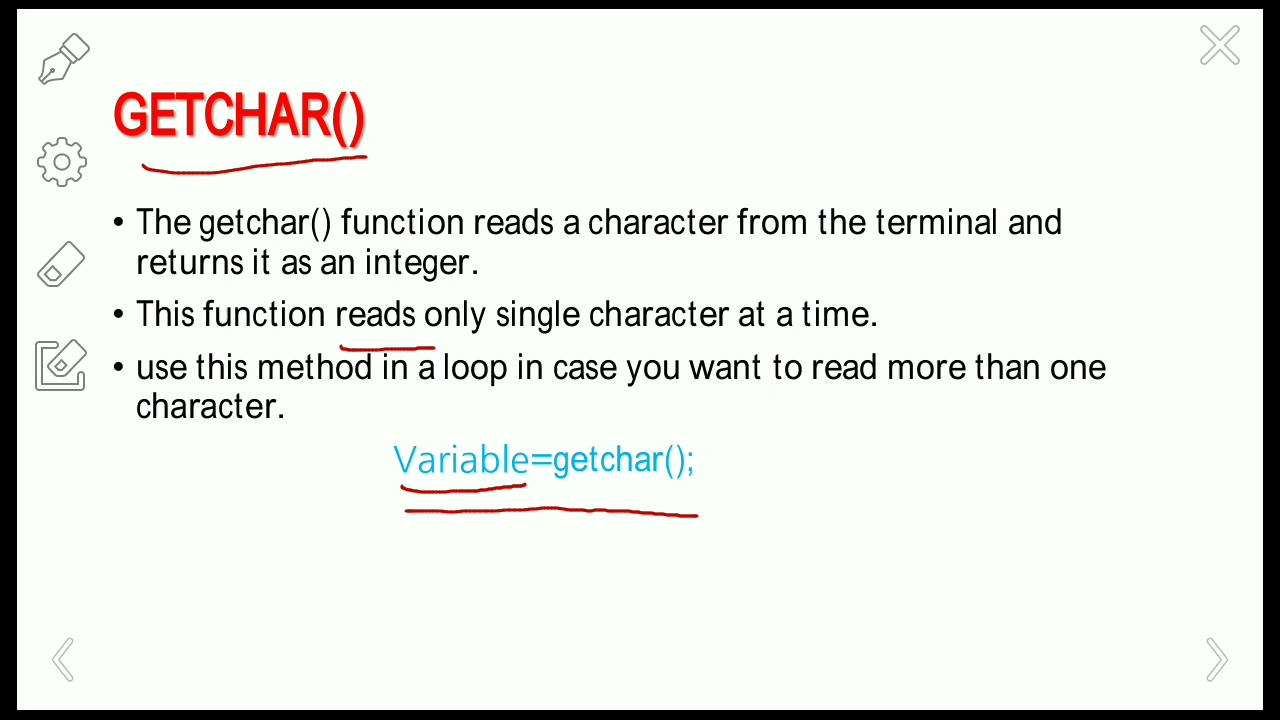 GETCHAR()
• The getchar() function reads a character from the terminal and
returns it as an integer.
• This function reads only single character at a time.
• use this method in a loop in case you want to read more than one
character.
Variable=getchar();